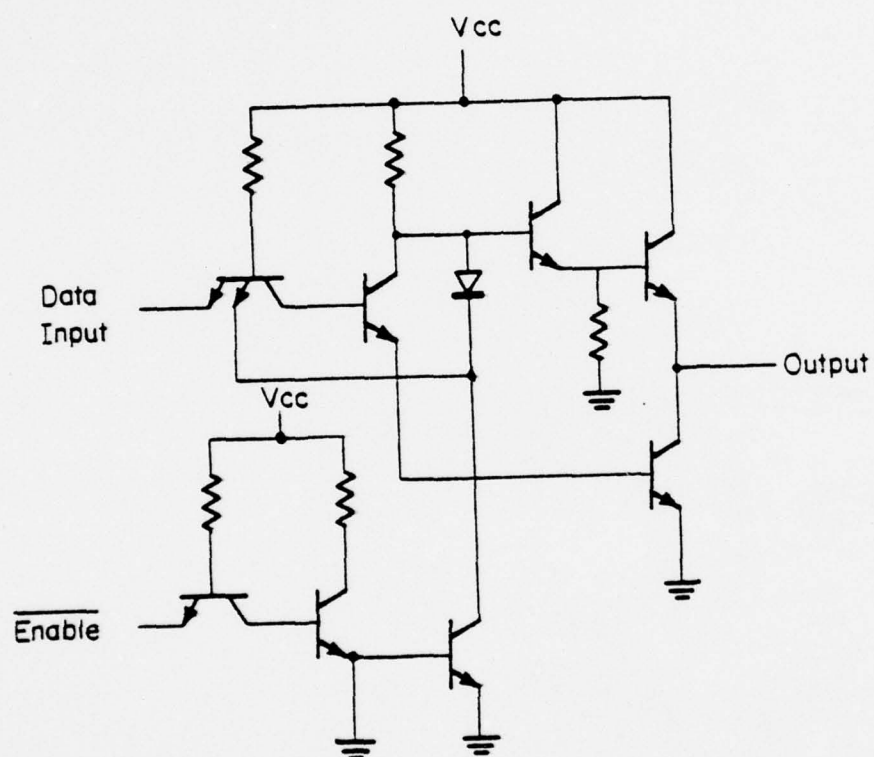 Vcc
Data
Input
Output
Vcc
Enable